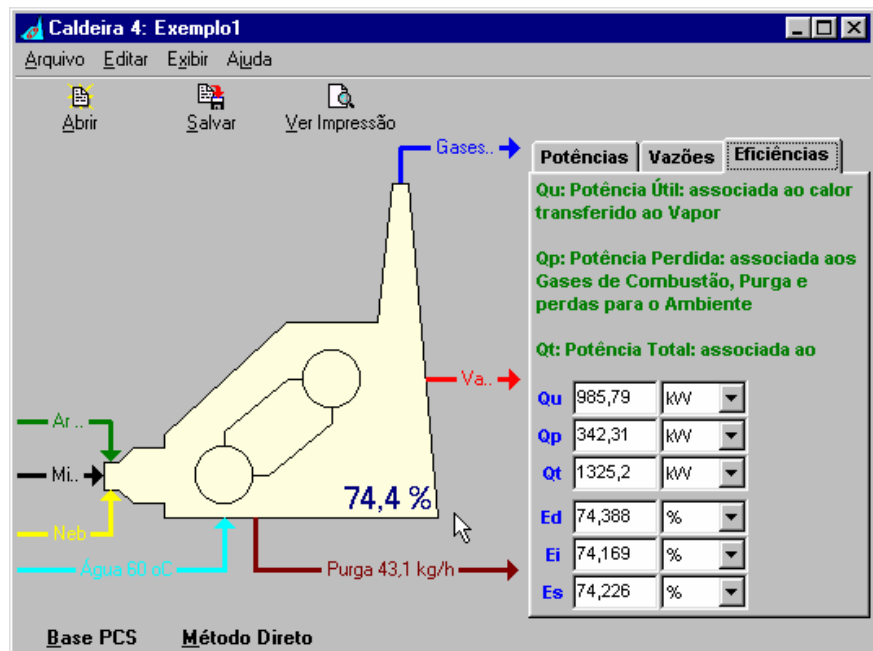 Caldeira 4: Exemplo1
Arquivo Editar Exibir Ajuda
Abrir Salvar Ver Impressão
Gases..
Potências Vazões Eficiências
Qu: Potência Útil: associada ao calor
transferido ao Vapor
Qp: Potência Perdida: associada aos
Gases de Combustão, Purga e
perdas para o Ambiente
Qt: Potência Total: associada ao
Va..
Qu 985,79 kW
Ar ..
Qp 342,31 kW
Mi..
Qt 1325,2 kW
74,4 %
Ed 74,388 %
Neb
Ei 74,169 %
Água 60 oC
Purga 43,1 kg/h
Es 74,226 %
Base PCS Método Direto